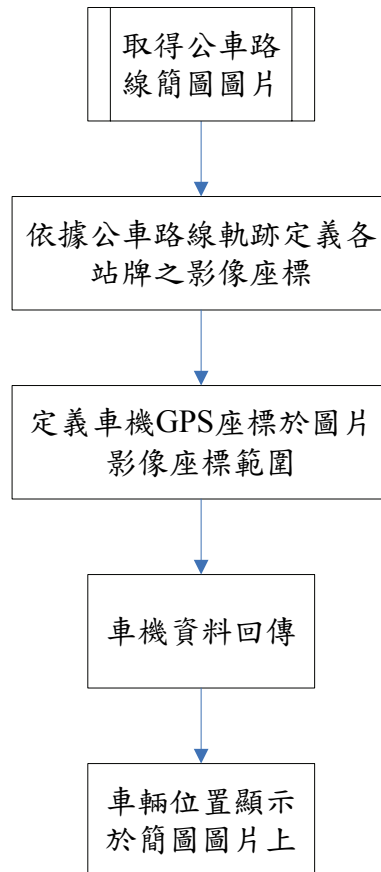 取得公車路
線簡圖圖片
依據公車路線軌跡定義各
站牌之影像座標
定義車機GPS座標於圖片
影像座標範圍
車機資料回傳
車輛位置顯示
於簡圖圖片上